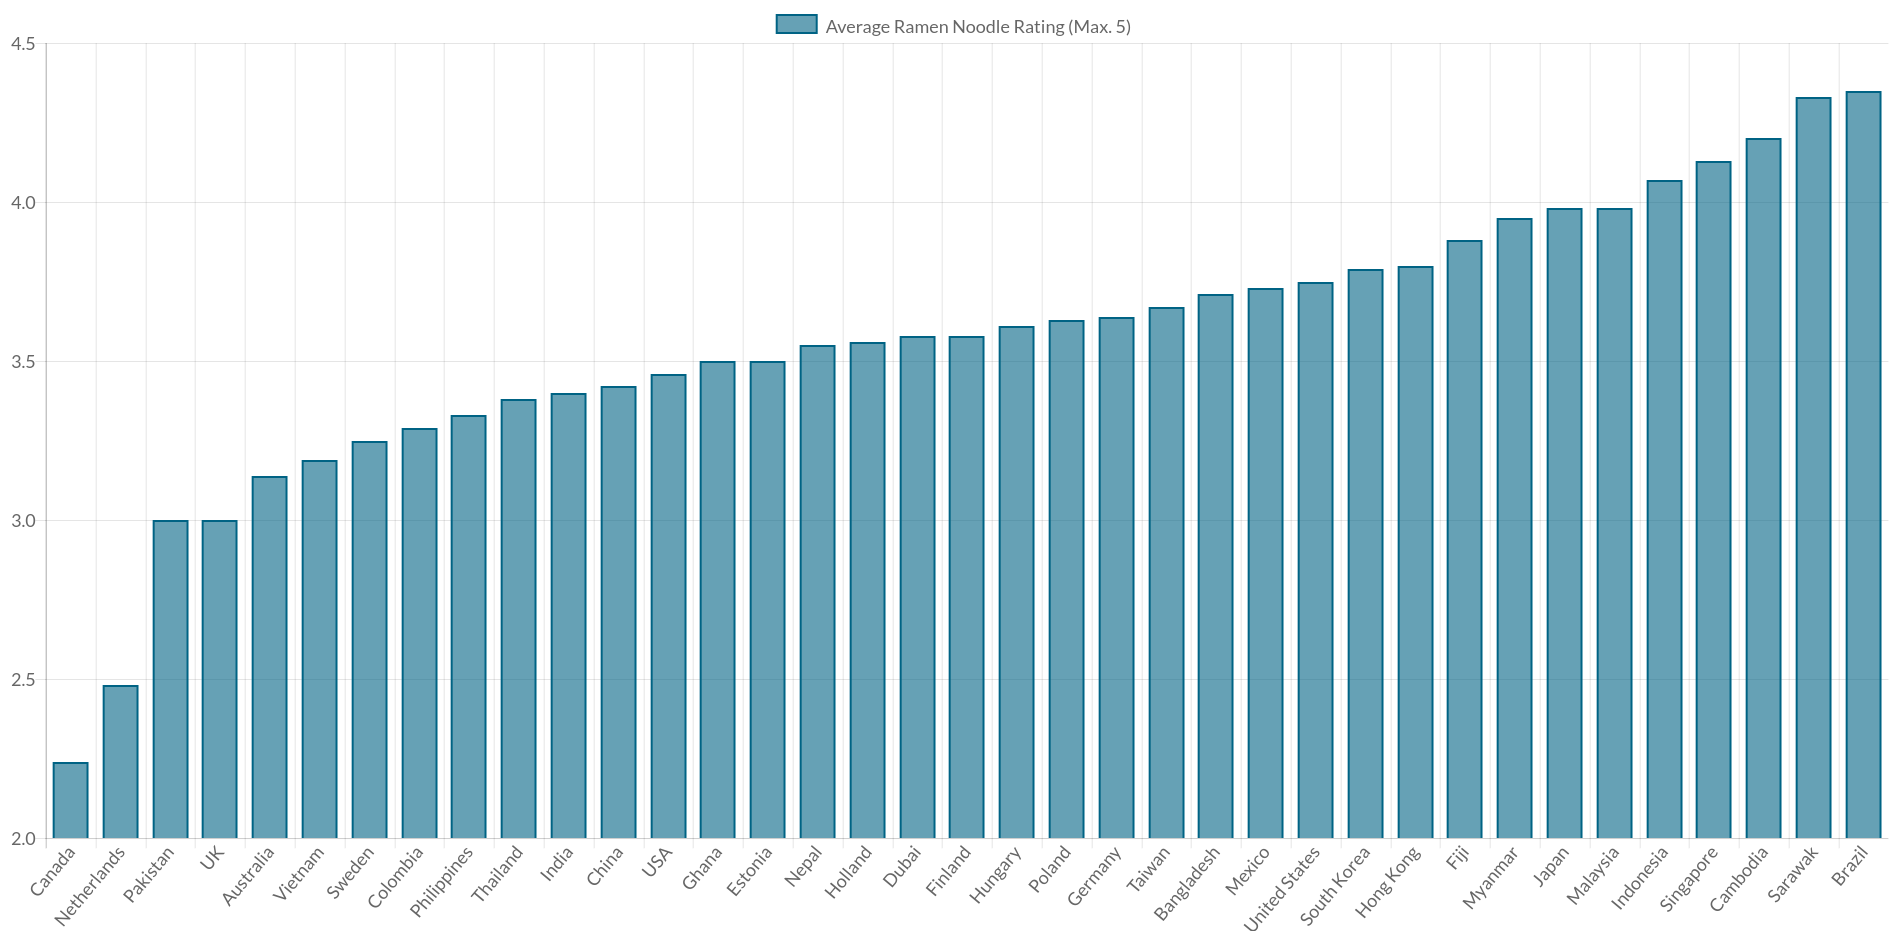 Average Ramen Noodle Rating (Max. 5)
4.5
4.0
3.5
3.0
2.5
2.0
Canada
Netherlands
Pakistan
UK
Australia
Vietnam
Sweden
Colombia
Philippines
Thailand
India
China
USA
Ghana
Estonia
Nepal
Holland
Dubai
Finland
Hungary
Poland
Germany
Taiwan
Bangladesh
Mexico
United States
South Korea
Hong Kong
Fiji
Myanmar
Japan
Malaysia
Indonesia
Singapore
Cambodia
Sarawak
Brazil